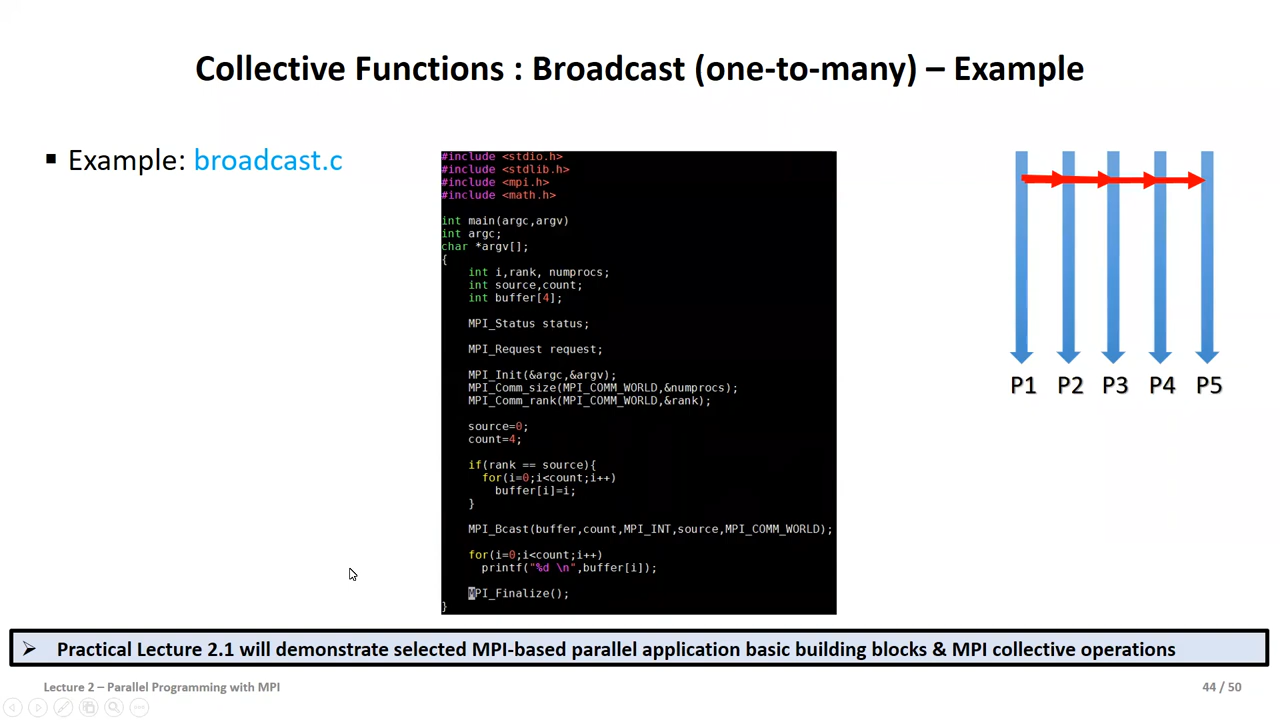 Collective Functions : Broadcast (one-to-many) – Example
▪ Example: broadcast.c
#include <stdio.h>
#include <stdlib.h>
#include <mpi.h>
#include <math.h>
int main(argc,argv)
int argc;
char *argv[];
{
int i,rank, numprocs;
int source,count;
int buffer[4];
MPI_Status status;
MPI_Request request;
MPI_Init(&argc,&argv);
MPI_Comm_size(MPI_COMM_WORLD,&numprocs);
MPI_Comm_rank(MPI_COMM_WORLD,&rank);
source=0;
count=4;
if(rank == source){
for(i=0;i<count;i++)
buffer[i]=i;
}
MPI_Bcast(buffer,count,MPI_INT,source,MPI_COMM_WORLD);
for(i=0;i<count;i++)
printf("%d \n",buffer[i]);
MPI_Finalize();
}
P1 P2 P3 P4 P5
➢ Practical Lecture 2.1 will demonstrate selected MPI-based parallel application basic building blocks & MPI collective operations
Lecture 2 – Parallel Programming with MPI
44 / 50